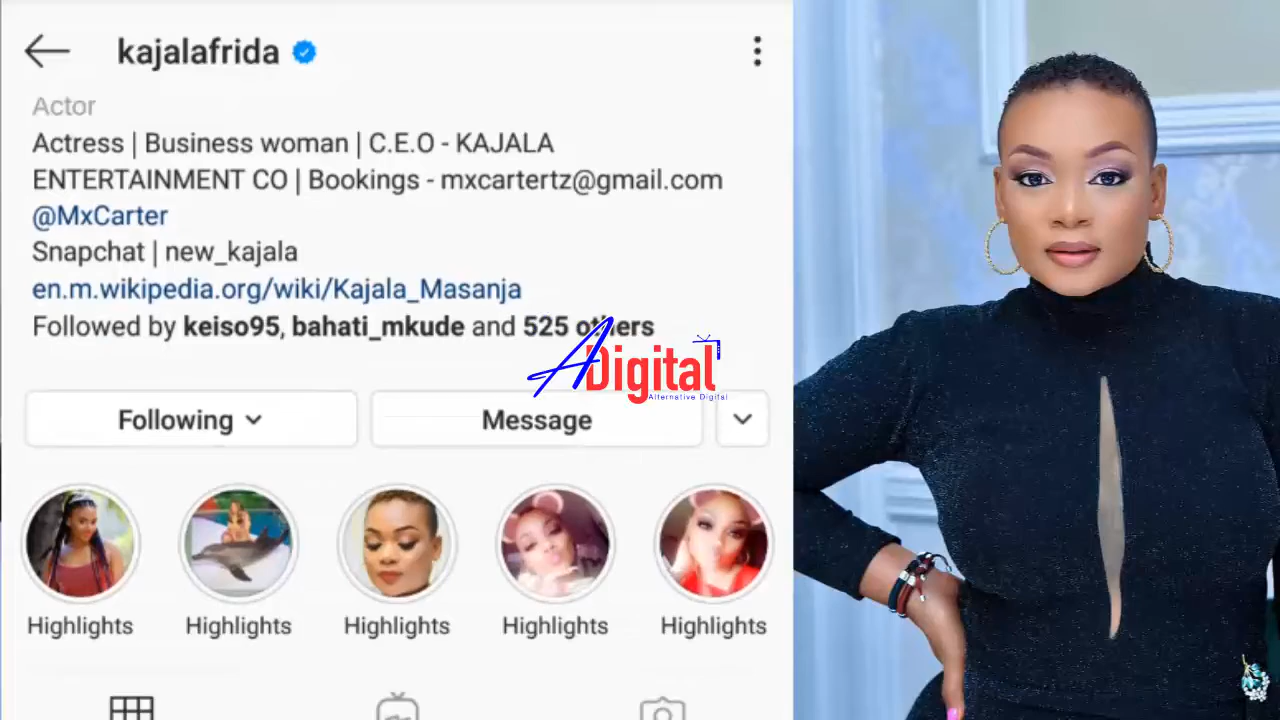 kajalafrida
Actor
Actress | Business woman | C.E.O - KAJALA
ENTERTAINMENT CO | Bookings - mxcartertz@gmail.com
@MxCarter
Snapchat | new_kajala
en.m.wikipedia.org/wiki/Kajala_Masanja
Followed by keiso95, bahati_mkude and 525 others
A Digital
Alternative Digital
Following
Message
Highlights
Highlights
Highlights
Highlights
Highlights